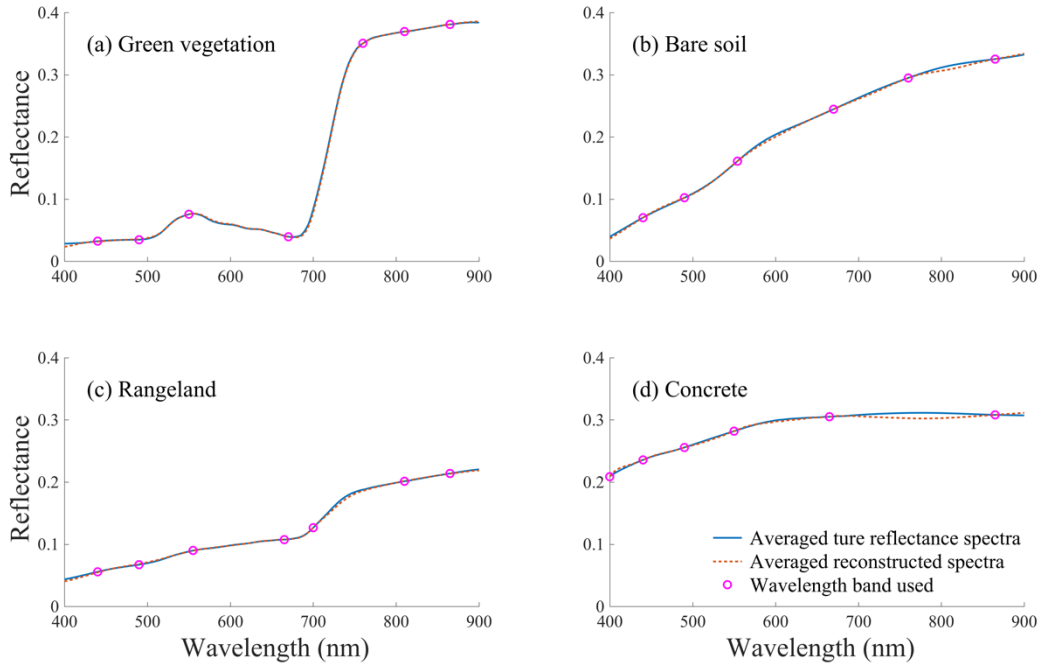 0.4
(a) Green vegetation
0.3
0.2
0.1
0
Reflectance
400 500 600 700 800 900
0.4
(b) Bare soil
0.3
0.2
0.1
0
400 500 600 700 800 900
0.4
(c) Rangeland
0.3
0.2
0.1
0
Reflectance
400 500 600 700 800 900
Wavelength (nm)
0.4
(d) Concrete
0.3
0.2
0.1
0
Averaged ture reflectance spectra
Averaged reconstructed spectra
Wavelength band used
400 500 600 700 800 900
Wavelength (nm)